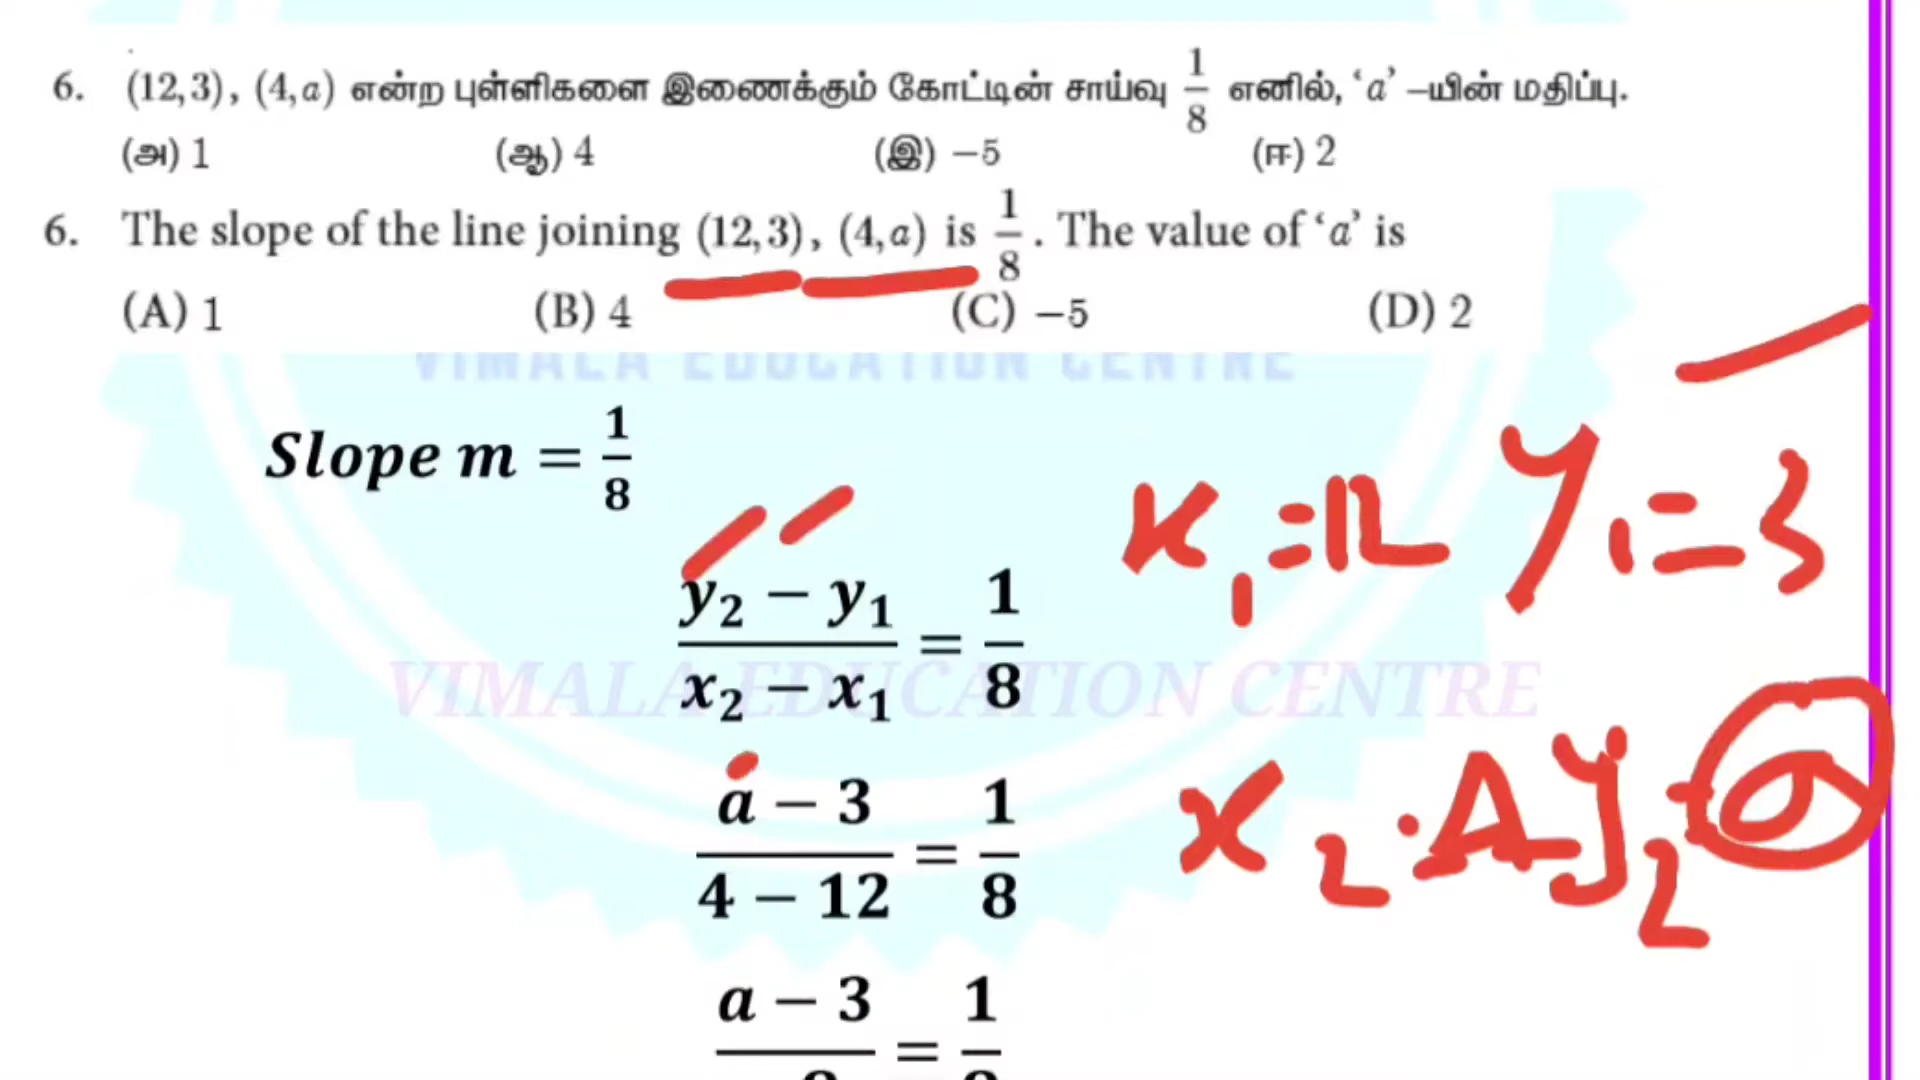 6. (12,3), (4,a) என்ற புள்ளிகளை இணைக்கும் கோட்டின் சாய்வு 1/8 எனில், ‘a’ –யின் மதிப்பு.
(அ) 1 (ஆ) 4 (இ) −5 (ஈ) 2
6. The slope of the line joining (12,3), (4,a) is 1/8. The value of ‘a’ is
(A) 1 (B) 4 (C) −5 (D) 2
VIMALA EDUCATION CENTRE
Slope m = 1/8
x₁ = 12 y₁ = 3
(y₂ − y₁)/(x₂ − x₁) = 1/8
VIMALA EDUCATION CENTRE
(a − 3)/(4 − 12) = 1/8
x₂ y₂
a − 3 = 1